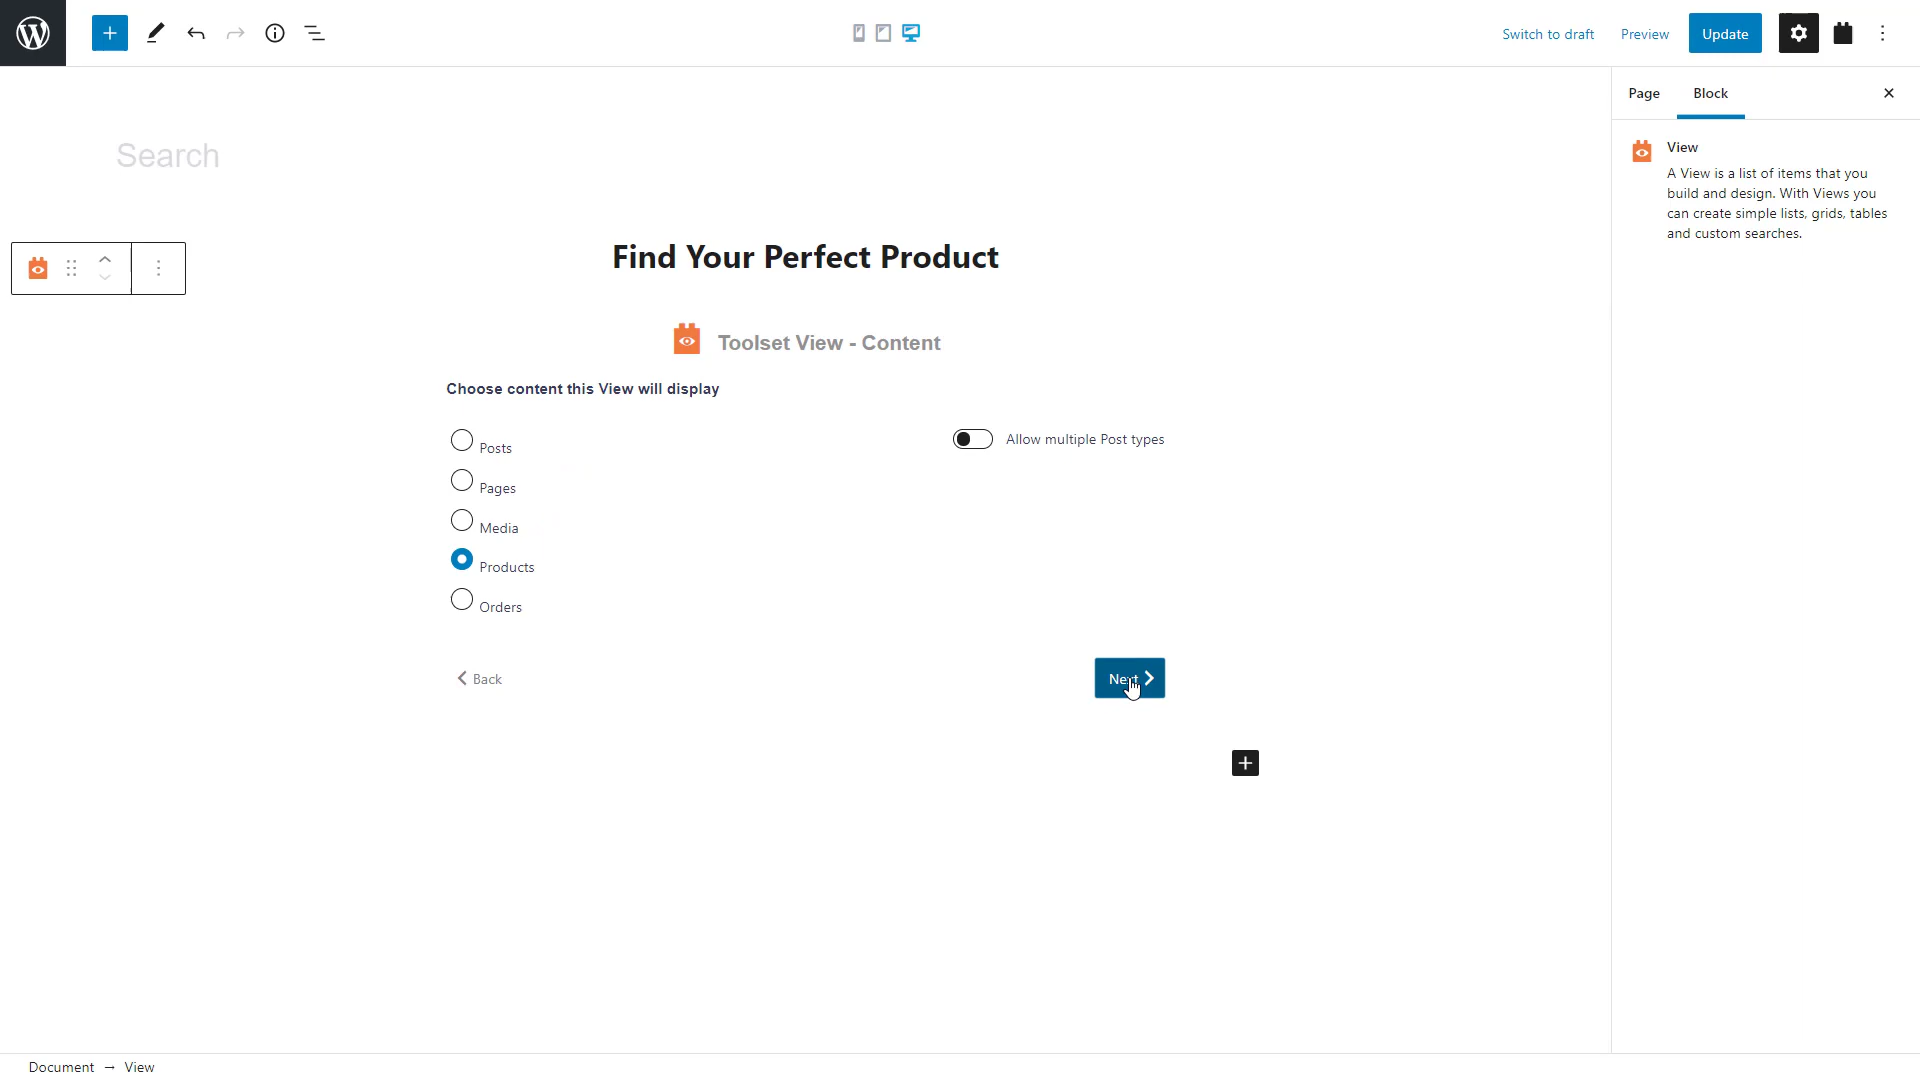 Switch to draft
Preview
Update
Page
Block
View
A View is a list of items that you
build and design. With Views you
can create simple lists, grids, tables
and custom searches.
Search
Find Your Perfect Product
Toolset View - Content
Choose content this View will display
Posts
Allow multiple Post types
Pages
Media
Products
Orders
Back
Next
Document → View